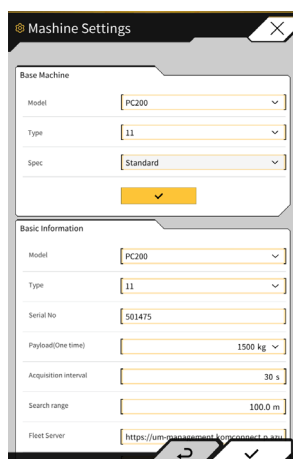 Mashine Settings
Base Machine
Model PC200
Type 11
Spec Standard
Basic Information
Model PC200
Type 11
Serial No 501475
Payload(One time) 1500 kg
Acquisition interval 30 s
Search range 100.0 m
Fleet Server https://um-management.komconnect.p.azu